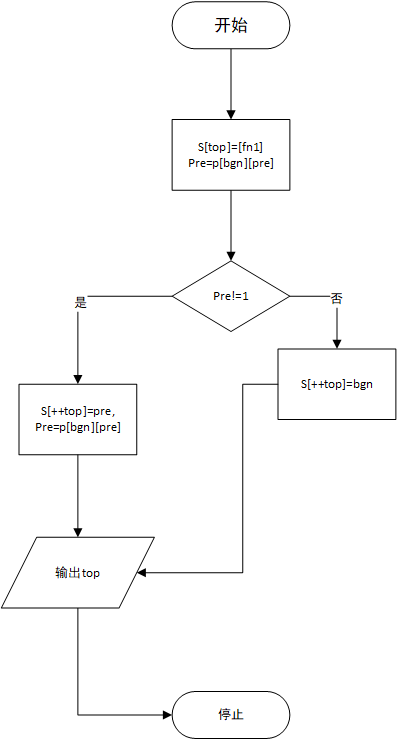 开始
S[top]=[fn1]
Pre=p[bgn][pre]
Pre!=1
是
否
S[++top]=bgn
S[++top]=pre,
Pre=p[bgn][pre]
输出top
停止